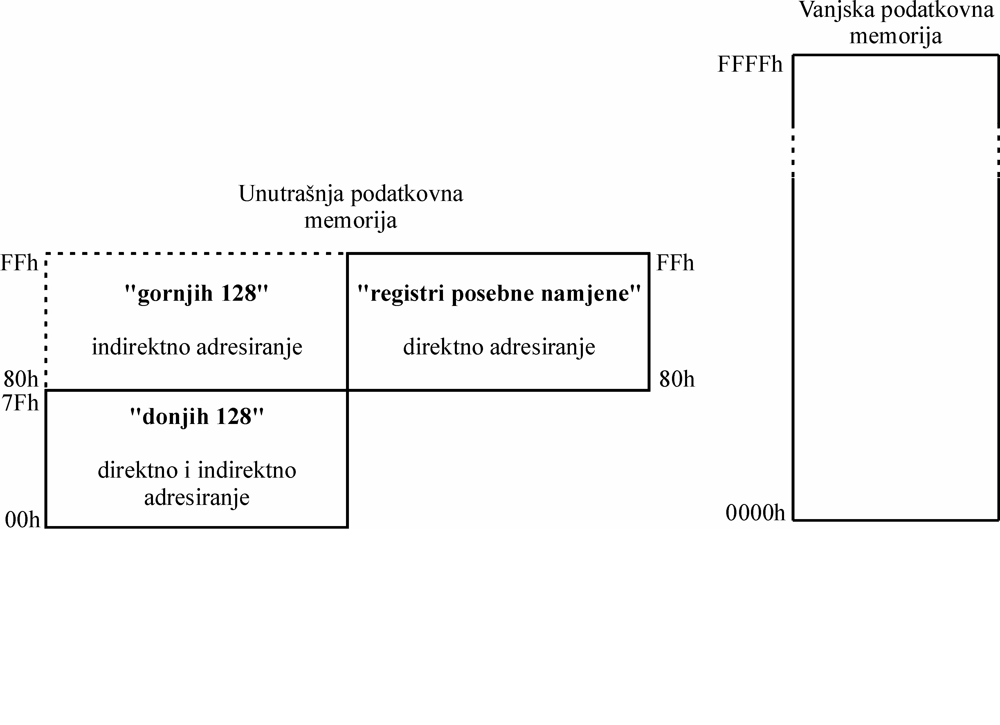 Vanjska podatkovna
memorija
FFFFh
Unutrašnja podatkovna
memorija
FFh
FFh
"gornjih 128"
"registri posebne namjene"
indirektno adresiranje
direktno adresiranje
80h
80h
7Fh
"donjih 128"
direktno i indirektno
adresiranje
00h
0000h